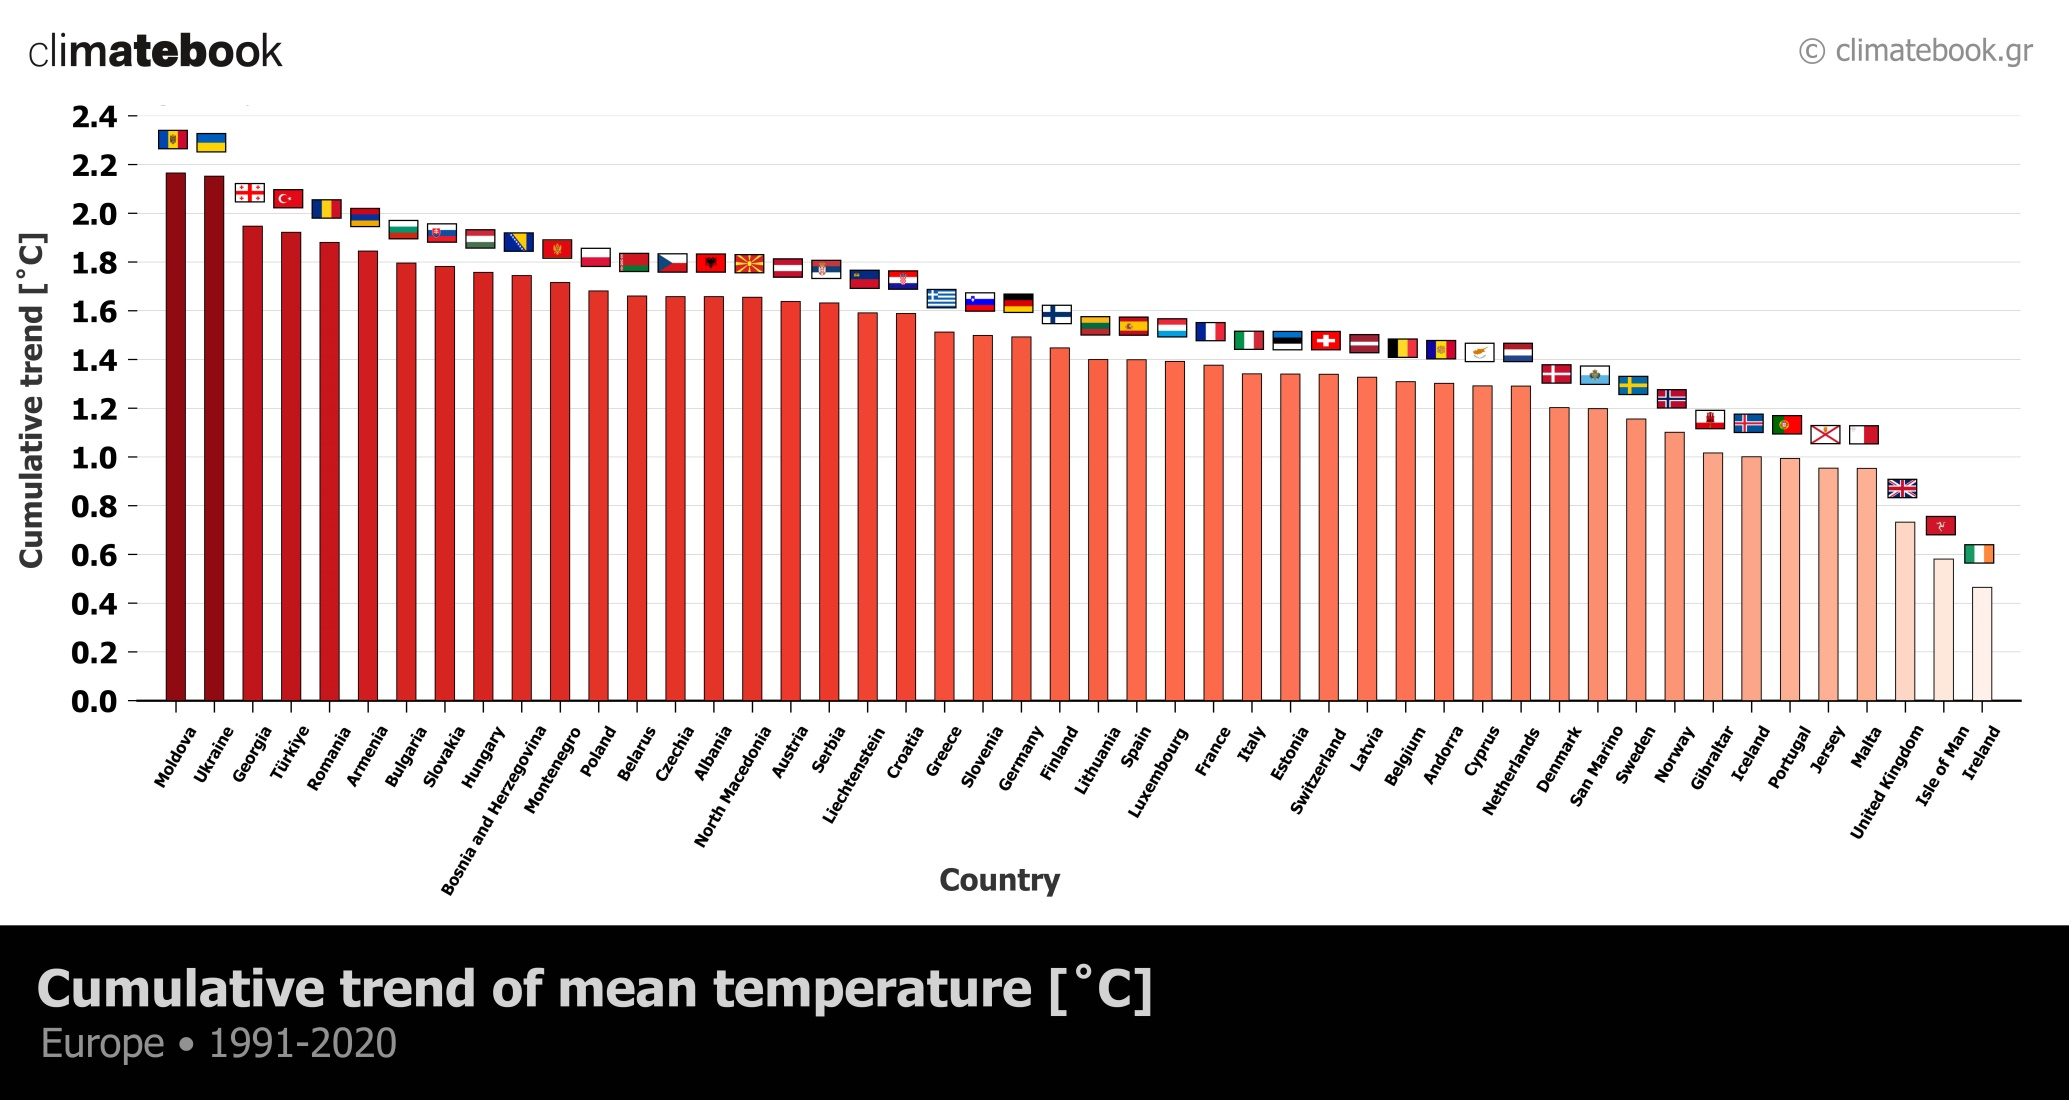 climatebook
© climatebook.gr
Cumulative trend [˚C]
2.4
2.2
2.0
1.8
1.6
1.4
1.2
1.0
0.8
0.6
0.4
0.2
0.0
Moldova
Ukraine
Georgia
Türkiye
Romania
Armenia
Bulgaria
Slovakia
Hungary
Bosnia and Herzegovina
Montenegro
Poland
Belarus
Czechia
Albania
North Macedonia
Austria
Serbia
Liechtenstein
Croatia
Greece
Slovenia
Germany
Finland
Lithuania
Spain
Luxembourg
France
Italy
Estonia
Switzerland
Latvia
Belgium
Andorra
Cyprus
Netherlands
Denmark
San Marino
Sweden
Norway
Gibraltar
Iceland
Portugal
Jersey
Malta
United Kingdom
Isle of Man
Ireland
Country
Cumulative trend of mean temperature [˚C]
Europe • 1991-2020